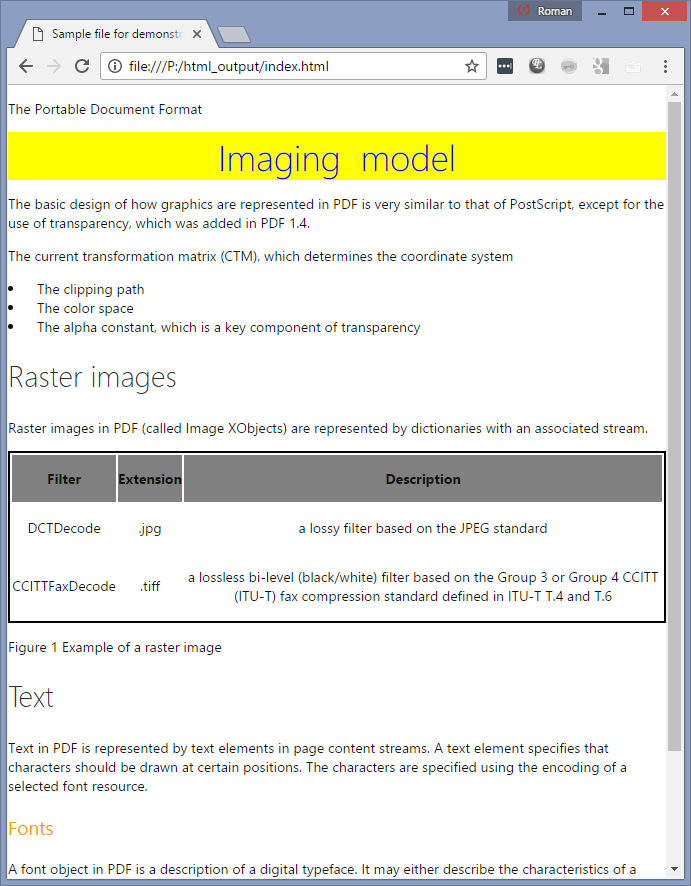 Roman
Sample file for demonstr
file:///P:/html_output/index.html
The Portable Document Format
Imaging model
The basic design of how graphics are represented in PDF is very similar to that of PostScript, except for the
use of transparency, which was added in PDF 1.4.
The current transformation matrix (CTM), which determines the coordinate system
• The clipping path
• The color space
• The alpha constant, which is a key component of transparency
Raster images
Raster images in PDF (called Image XObjects) are represented by dictionaries with an associated stream.
Filter Extension Description
DCTDecode .jpg a lossy filter based on the JPEG standard
CCITTFaxDecode .tiff a lossless bi-level (black/white) filter based on the Group 3 or Group 4 CCITT
(ITU-T) fax compression standard defined in ITU-T T.4 and T.6
Figure 1 Example of a raster image
Text
Text in PDF is represented by text elements in page content streams. A text element specifies that
characters should be drawn at certain positions. The characters are specified using the encoding of a
selected font resource.
Fonts
A font object in PDF is a description of a digital typeface. It may either describe the characteristics of a